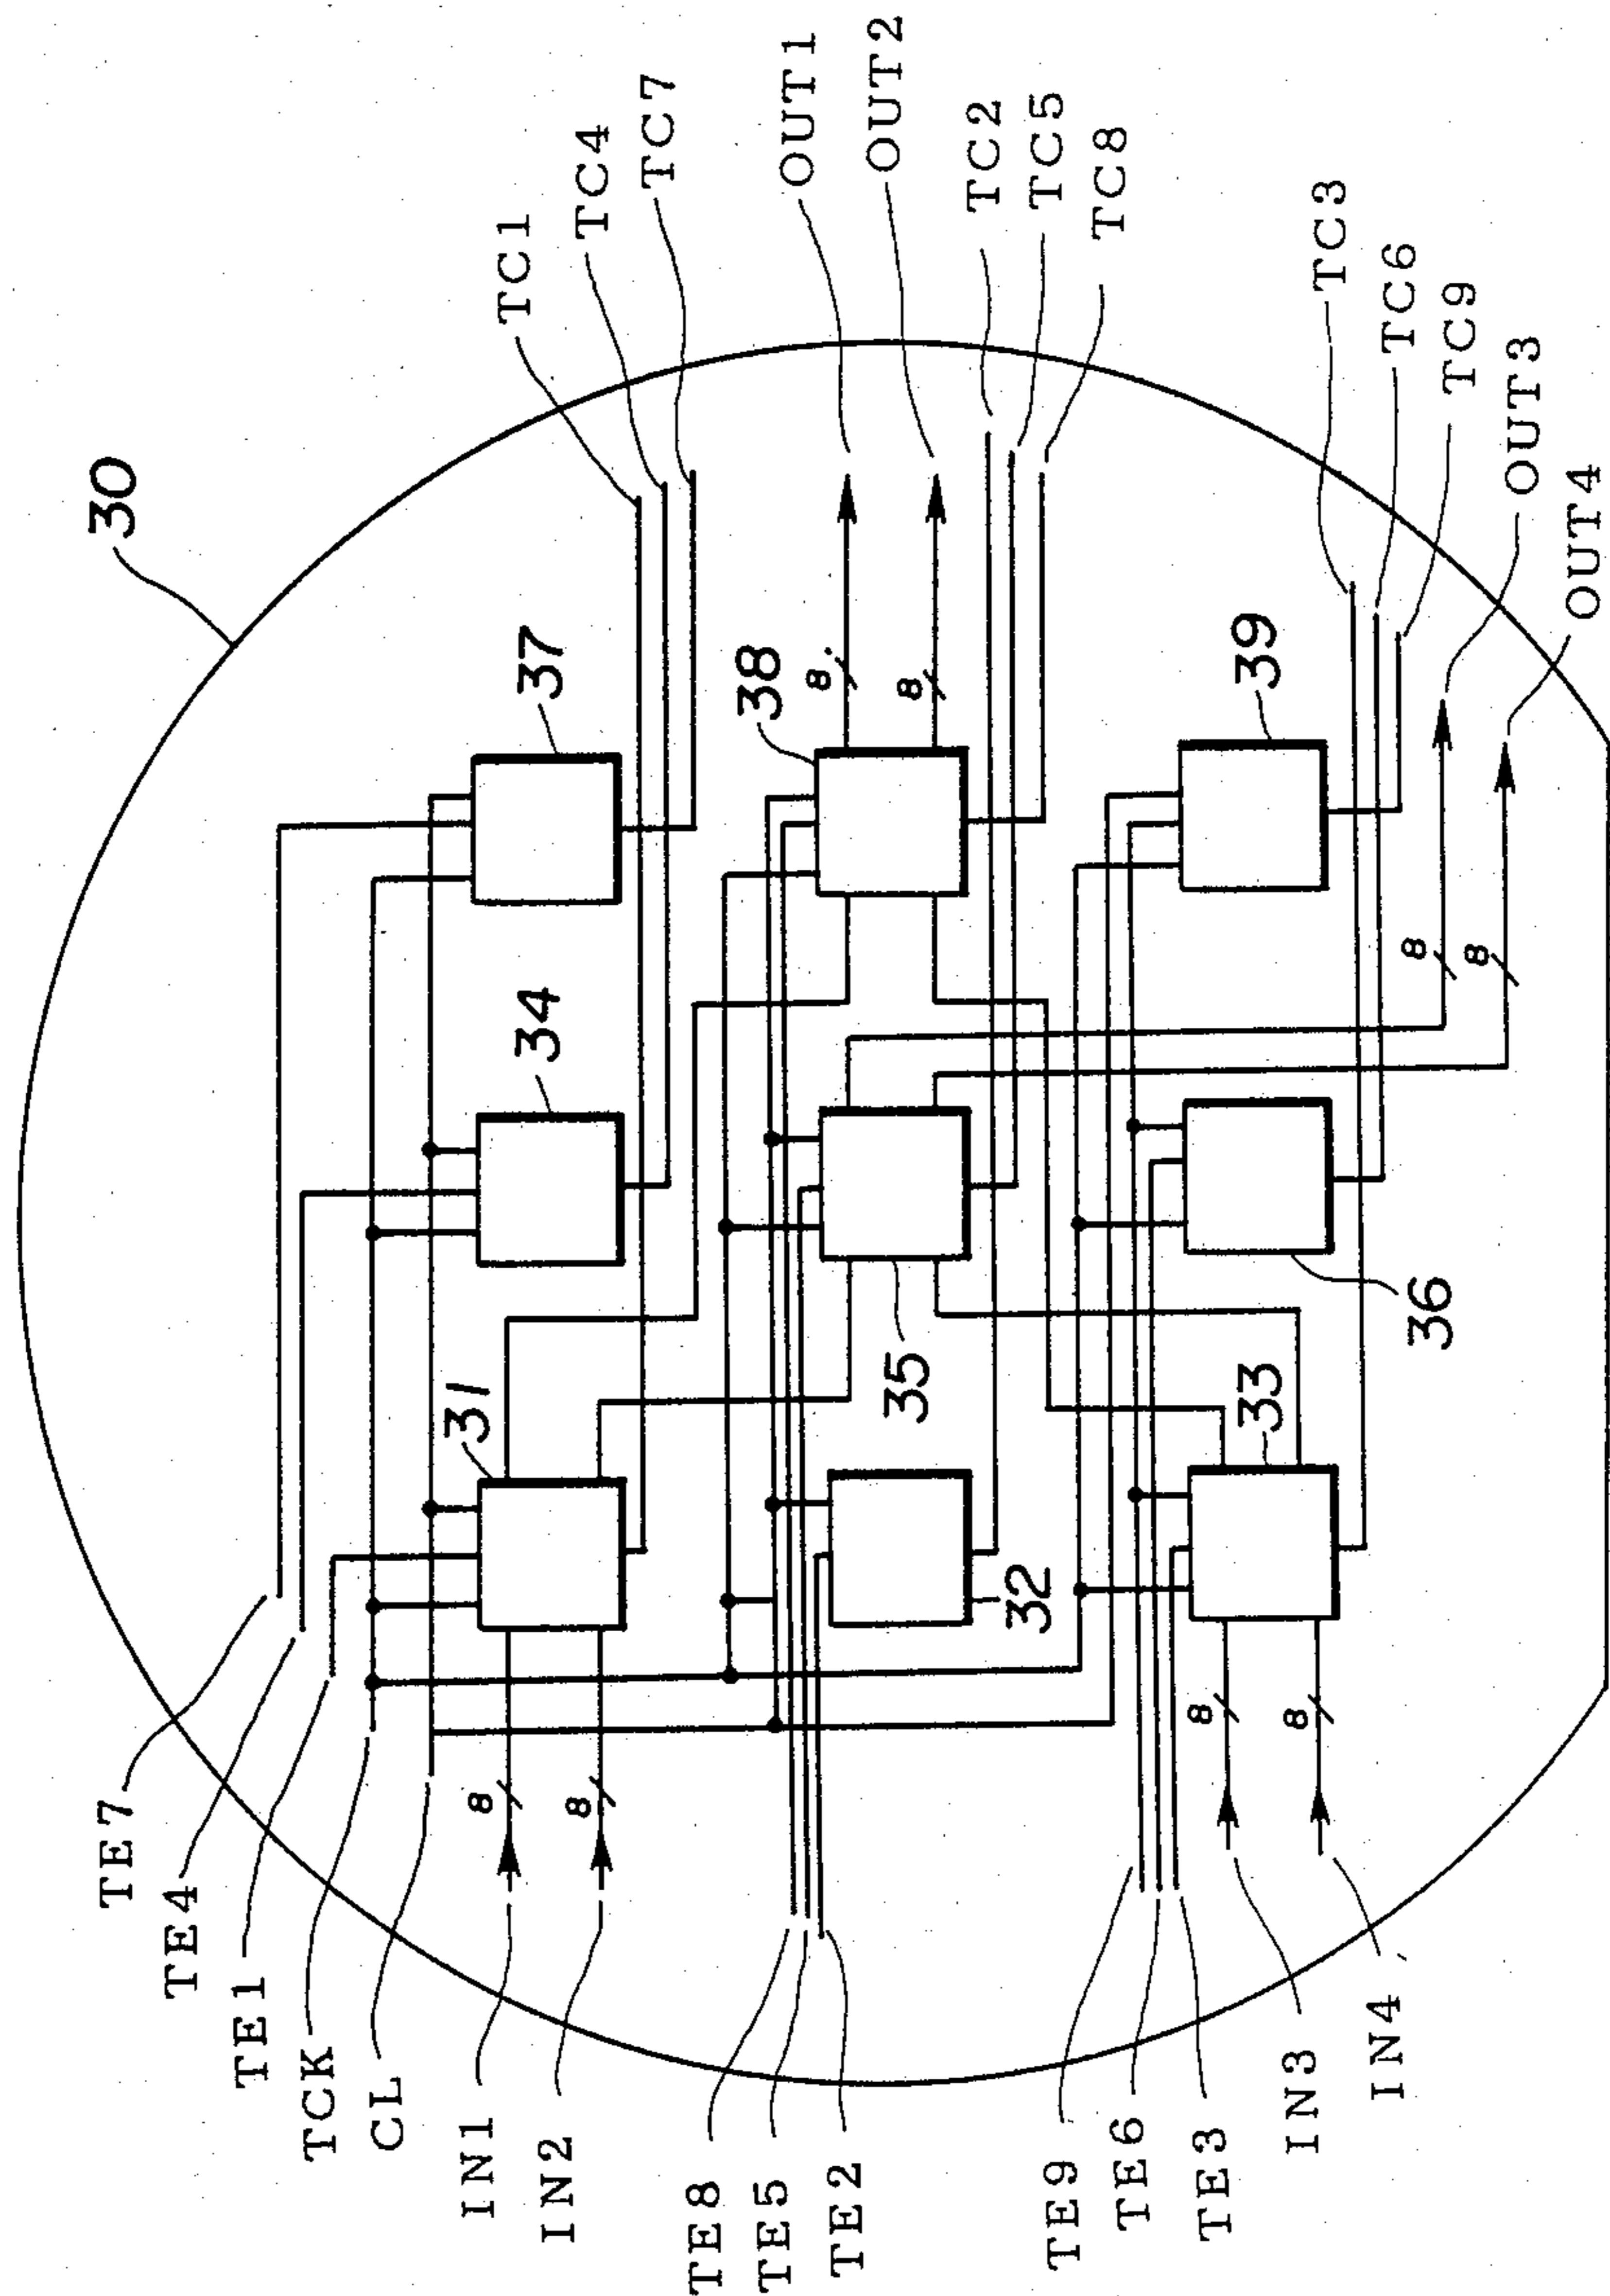 30
TC1
TC4
TC7
OUT1
OUT2
TC2
TC5
TC8
TC3
TC6
TC9
OUT3
OUT4
37
38
39
8
8
8
8
34
35
36
31
32
33
8
8
8
8
TE7
TE4
TE1
TCK
CL
IN1
IN2
TE8
TE5
TE2
TE9
TE6
TE3
IN3
IN4